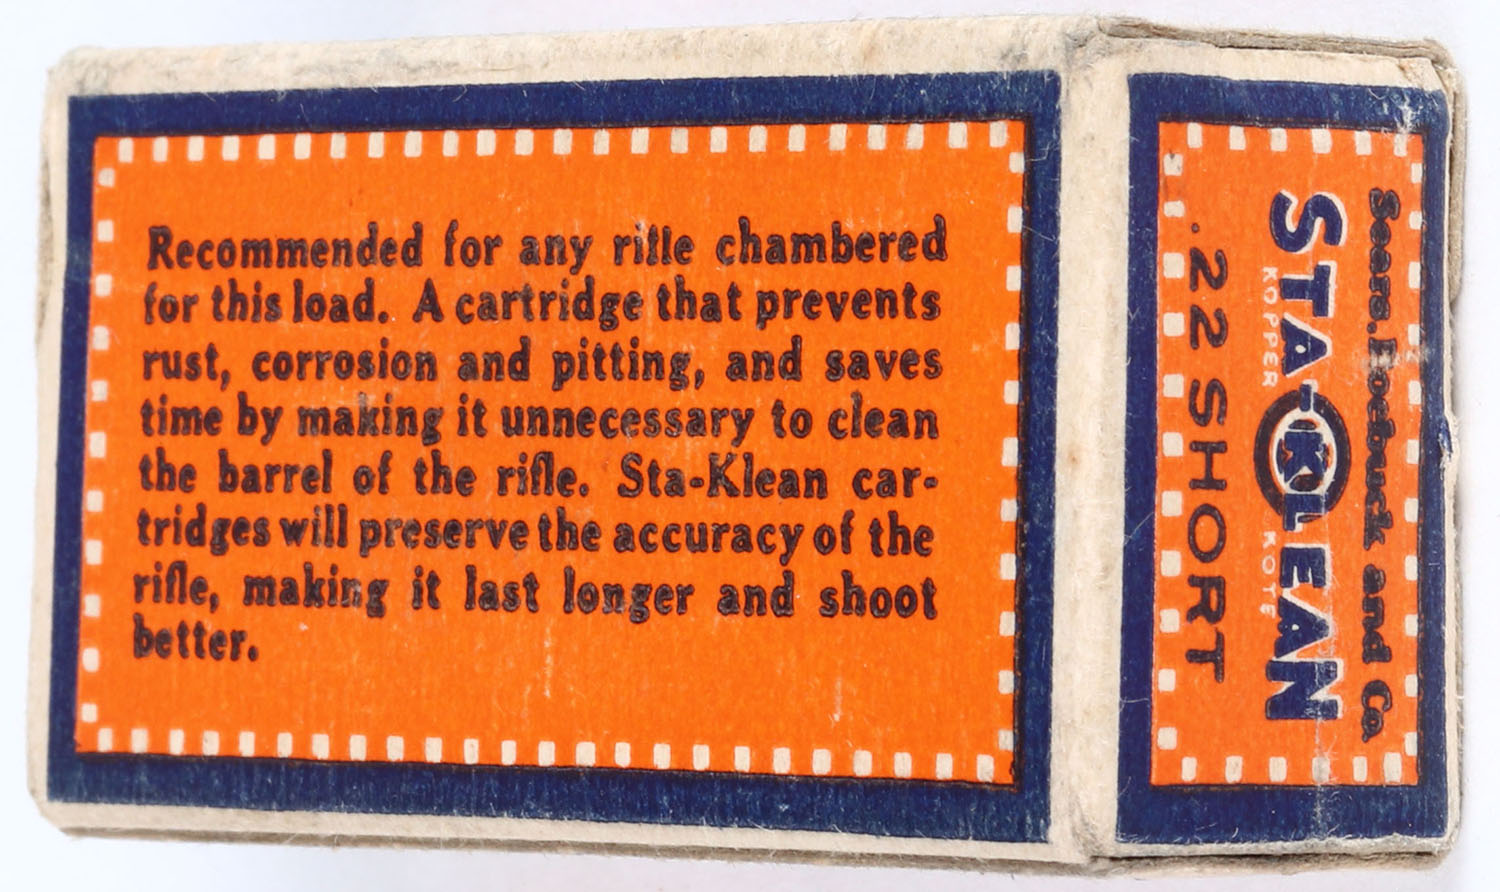 Recommended for any rifle chambered
for this load. A cartridge that prevents
rust, corrosion and pitting, and saves
time by making it unnecessary to clean
the barrel of the rifle. Sta-Klean car-
tridges will preserve the accuracy of the
rifle, making it last longer and shoot
better.
Sears, Roebuck and Co.
STA-KLEAN
KOPPER KOTE
.22 SHORT